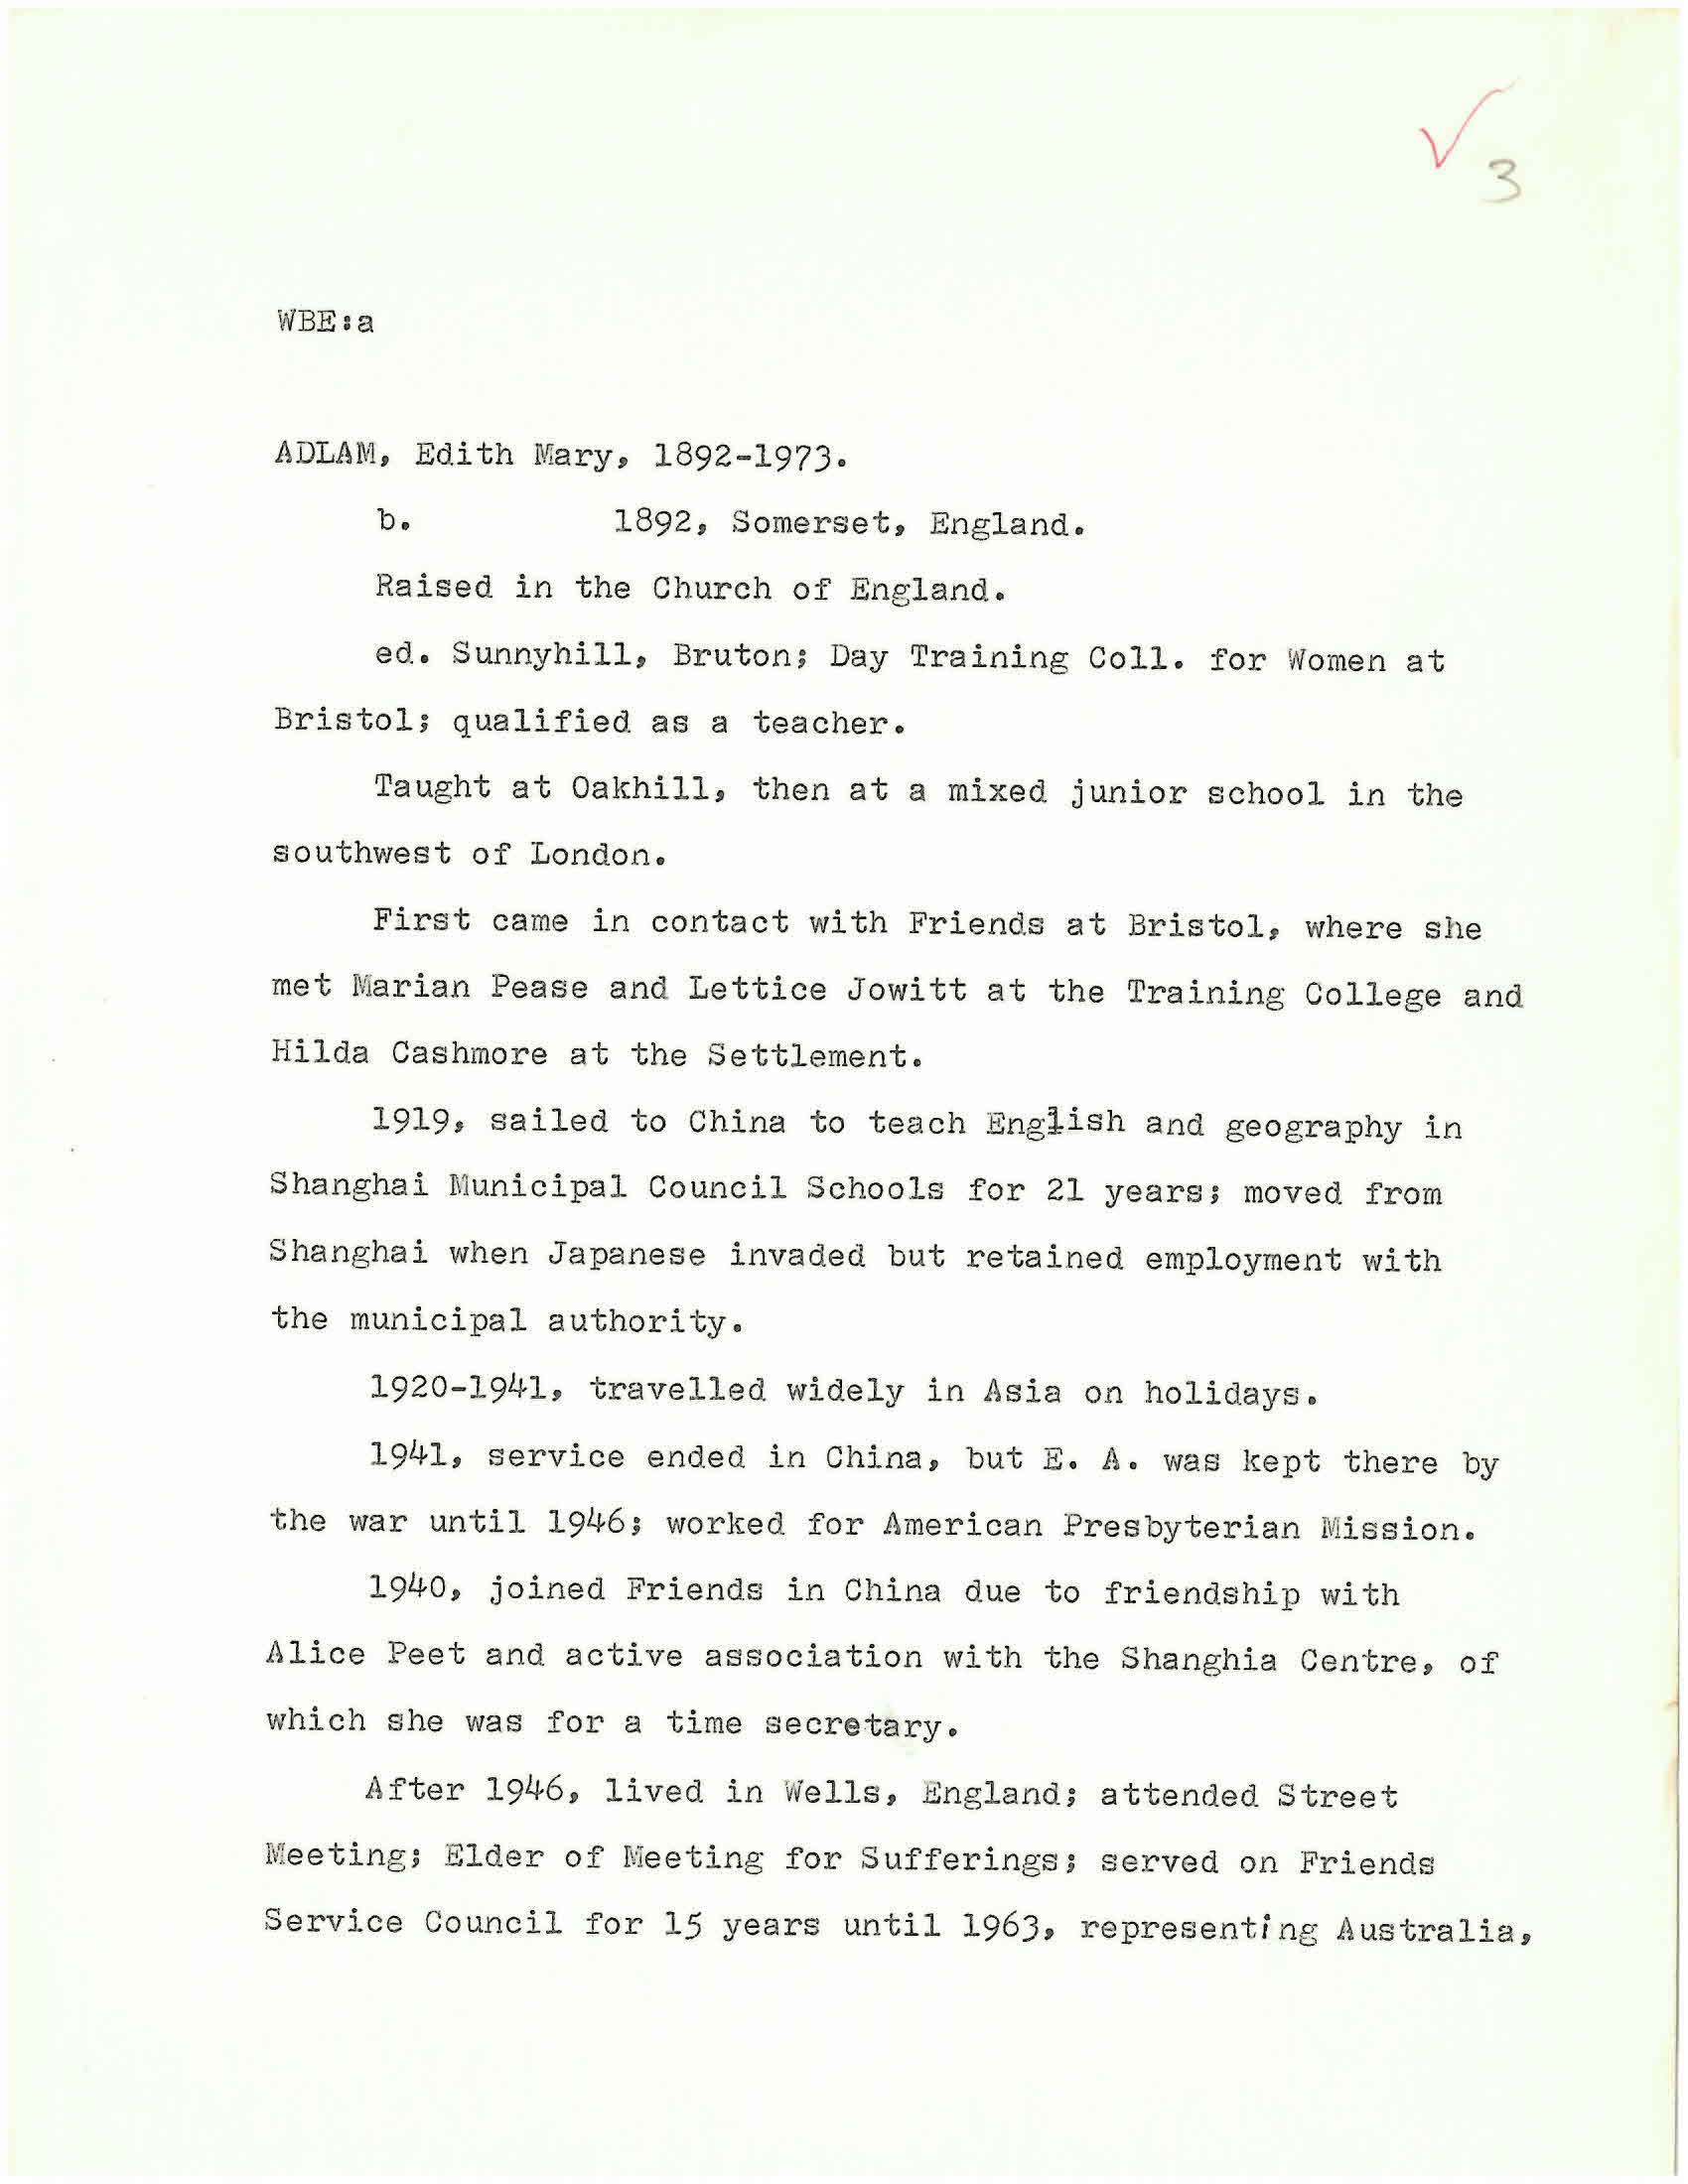 √ 3
WBE:a
ADLAM, Edith Mary, 1892-1973.
b. 1892, Somerset, England.
Raised in the Church of England.
ed. Sunnyhill, Bruton; Day Training Coll. for Women at
Bristol; qualified as a teacher.
Taught at Oakhill, then at a mixed junior school in the
southwest of London.
First came in contact with Friends at Bristol, where she
met Marian Pease and Lettice Jowitt at the Training College and
Hilda Cashmore at the Settlement.
1919, sailed to China to teach English and geography in
Shanghai Municipal Council Schools for 21 years; moved from
Shanghai when Japanese invaded but retained employment with
the municipal authority.
1920-1941, travelled widely in Asia on holidays.
1941, service ended in China, but E. A. was kept there by
the war until 1946; worked for American Presbyterian Mission.
1940, joined Friends in China due to friendship with
Alice Peet and active association with the Shanghia Centre, of
which she was for a time secretary.
After 1946, lived in Wells, England; attended Street
Meeting; Elder of Meeting for Sufferings; served on Friends
Service Council for 15 years until 1963, representing Australia,